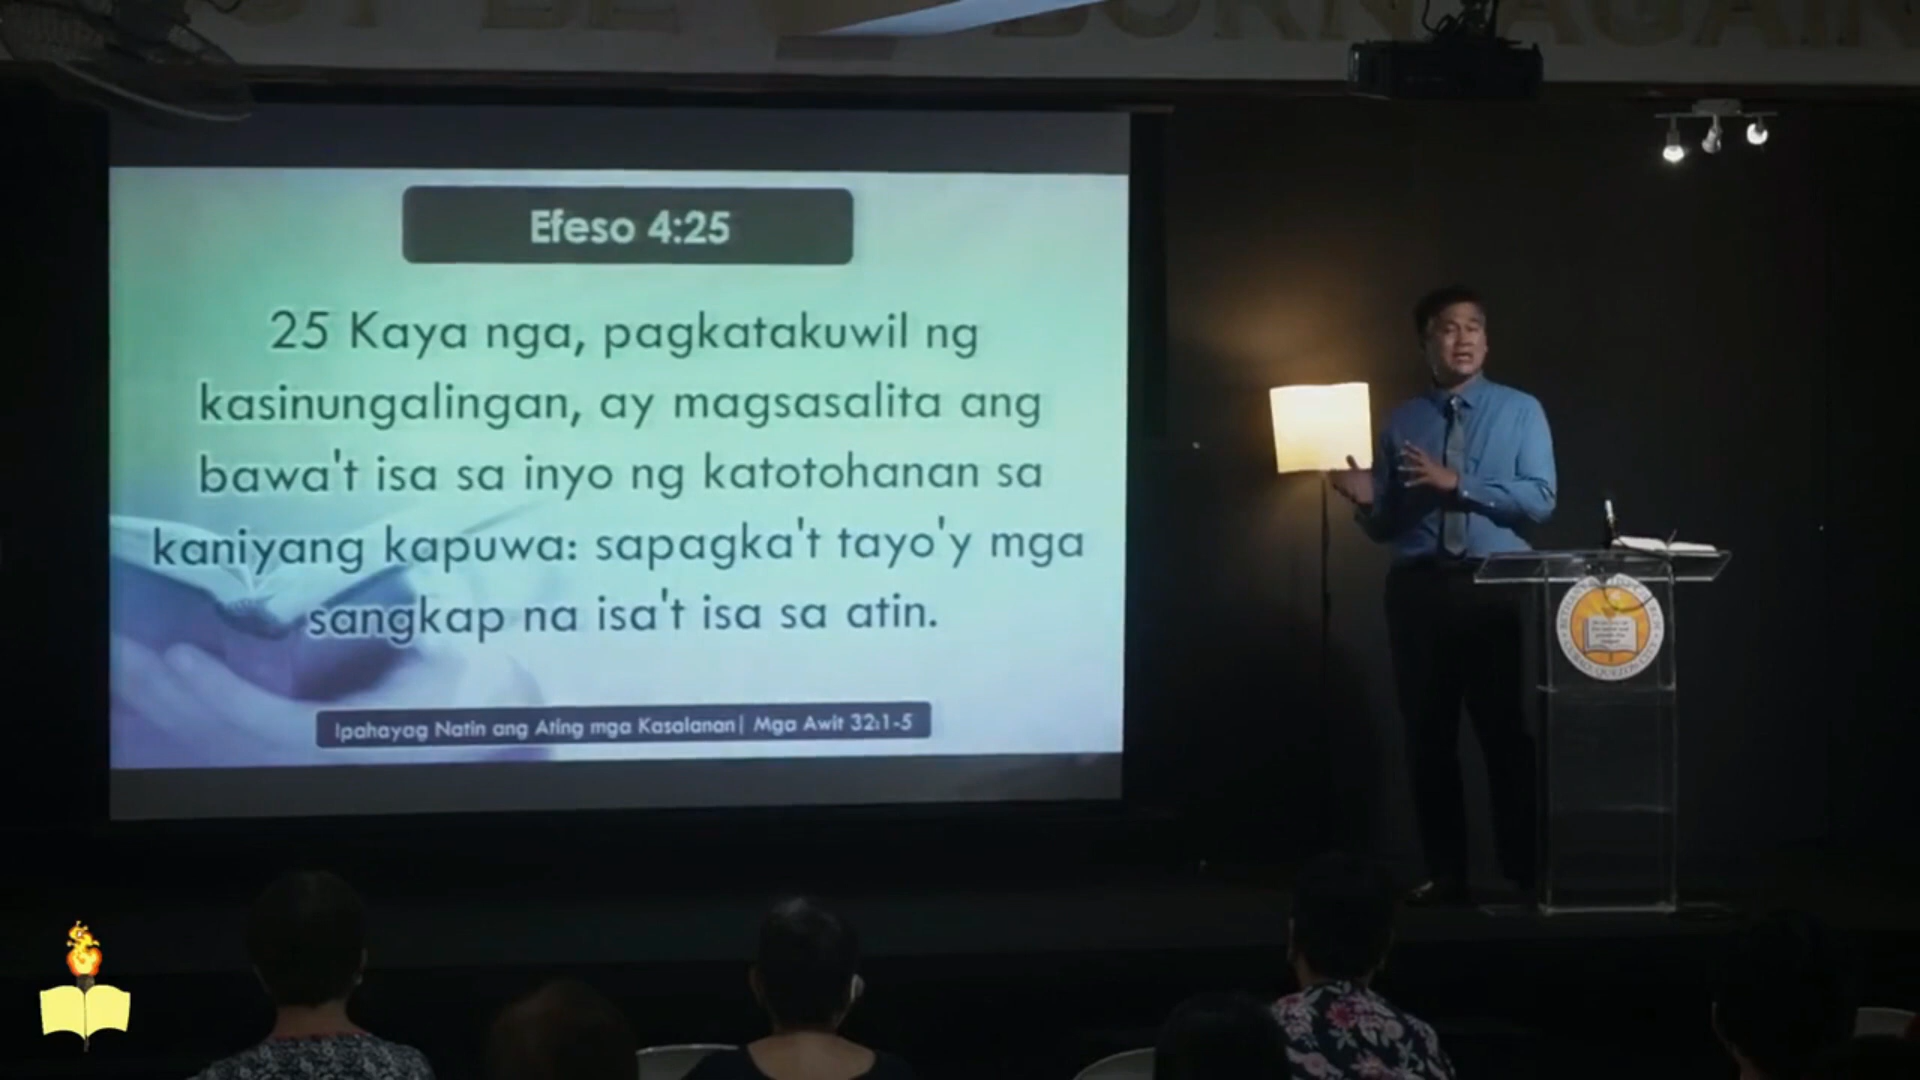 BORN AGAIN
Efeso 4:25
25 Kaya nga, pagkatakuwil ng
kasinungalingan, ay magsasalita ang
bawa't isa sa inyo ng katotohanan sa
kaniyang kapuwa: sapagka't tayo'y mga
sangkap na isa't isa sa atin.
Ipahayag Natin ang Ating mga Kasalanan| Mga Awit 32:1-5